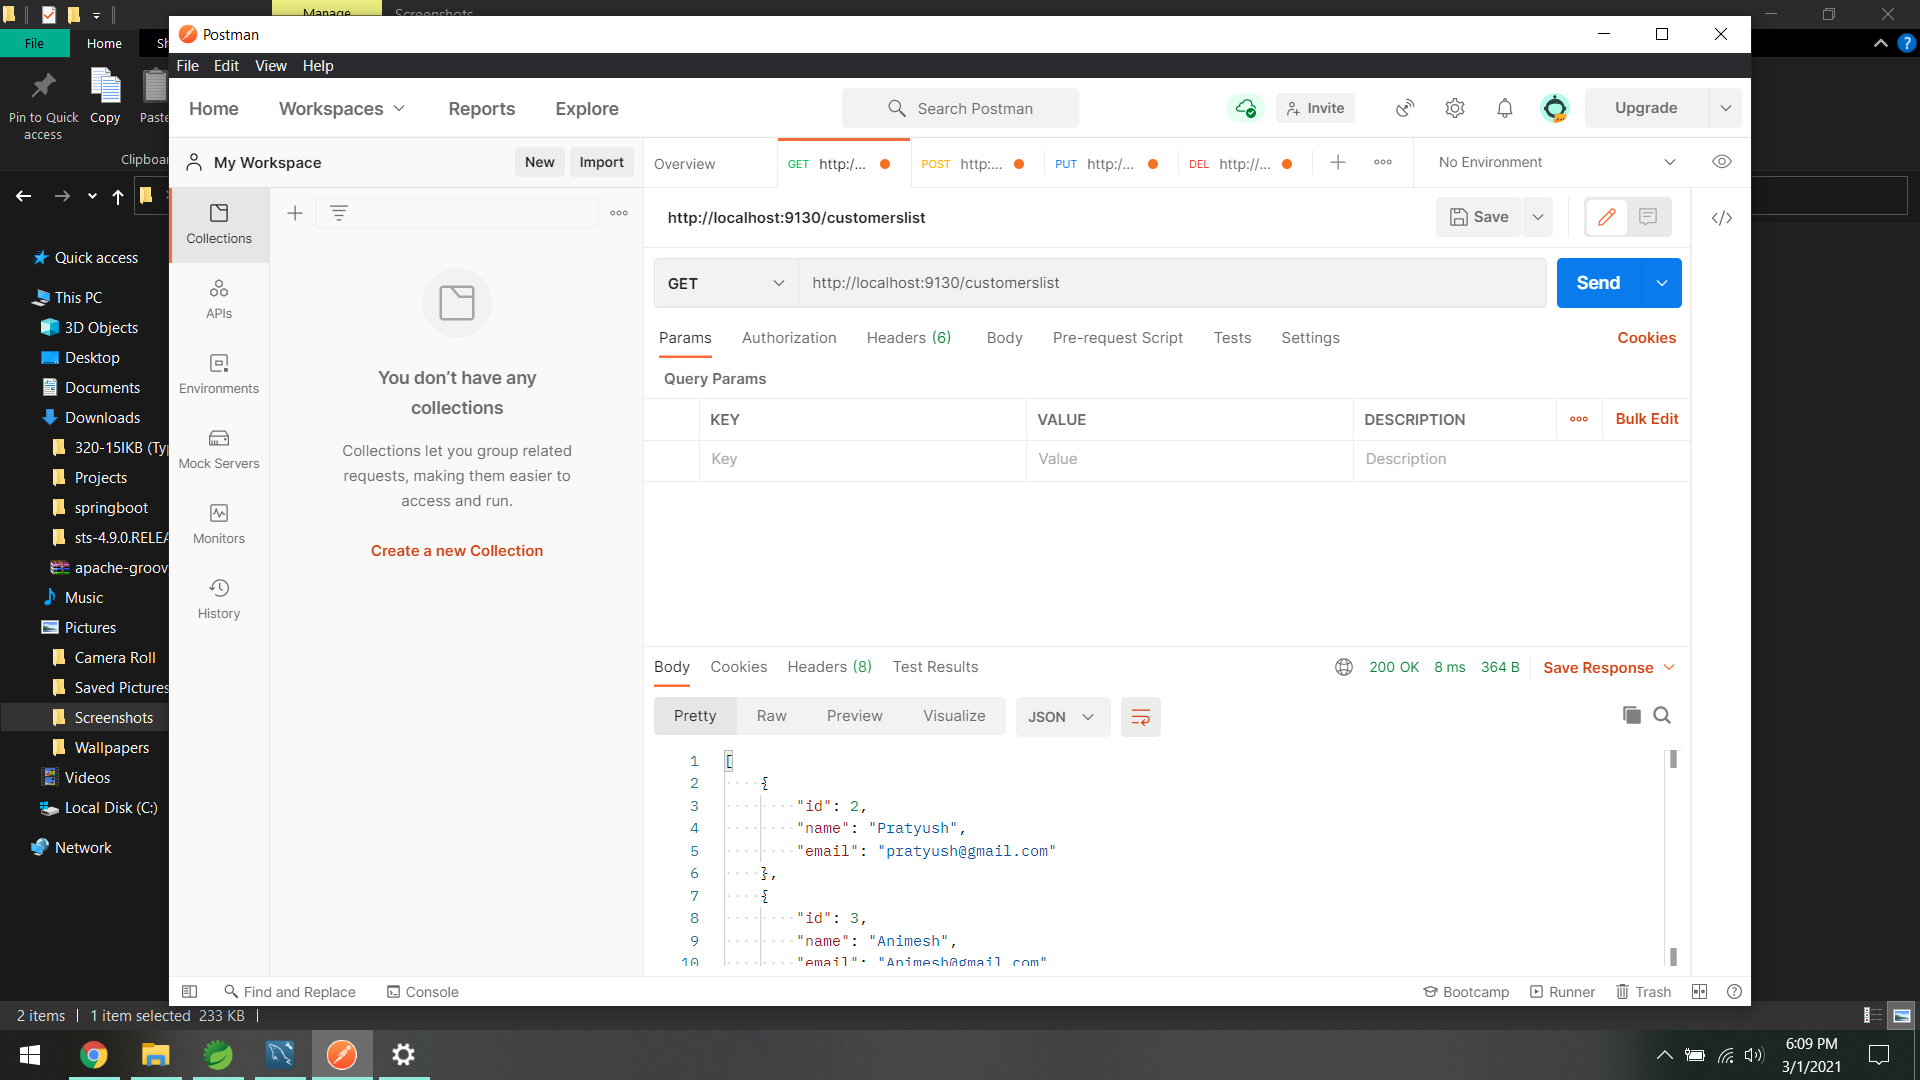 Manage
Screenshots
File
Home
Sh
Pin to Quick access
Copy
Paste
Clipboar
Quick access
This PC
3D Objects
Desktop
Documents
Downloads
320-15IKB (Typ
Projects
springboot
sts-4.9.0.RELEA
apache-groov
Music
Pictures
Camera Roll
Saved Pictures
Screenshots
Wallpapers
Videos
Local Disk (C:)
Network
2 items
1 item selected 233 KB
Postman
File Edit View Help
Home Workspaces Reports Explore
Search Postman
Invite
Upgrade
My Workspace
New
Import
Overview
GET http:/...
POST http:...
PUT http:/...
DEL http://...
No Environment
Collections
APIs
Environments
Mock Servers
Monitors
History
You don’t have any
collections
Collections let you group related
requests, making them easier to
access and run.
Create a new Collection
http://localhost:9130/customerslist
Save
GET
http://localhost:9130/customerslist
Send
Params Authorization Headers (6) Body Pre-request Script Tests Settings Cookies
Query Params
KEY VALUE DESCRIPTION Bulk Edit
Key Value Description
Body Cookies Headers (8) Test Results
200 OK 8 ms 364 B Save Response
Pretty Raw Preview Visualize JSON
1 [
2 {
3 "id": 2,
4 "name": "Pratyush",
5 "email": "pratyush@gmail.com"
6 },
7 {
8 "id": 3,
9 "name": "Animesh",
10 "email": "Animesh@gmail.com"
Find and Replace
Console
Bootcamp
Runner
Trash
6:09 PM
3/1/2021